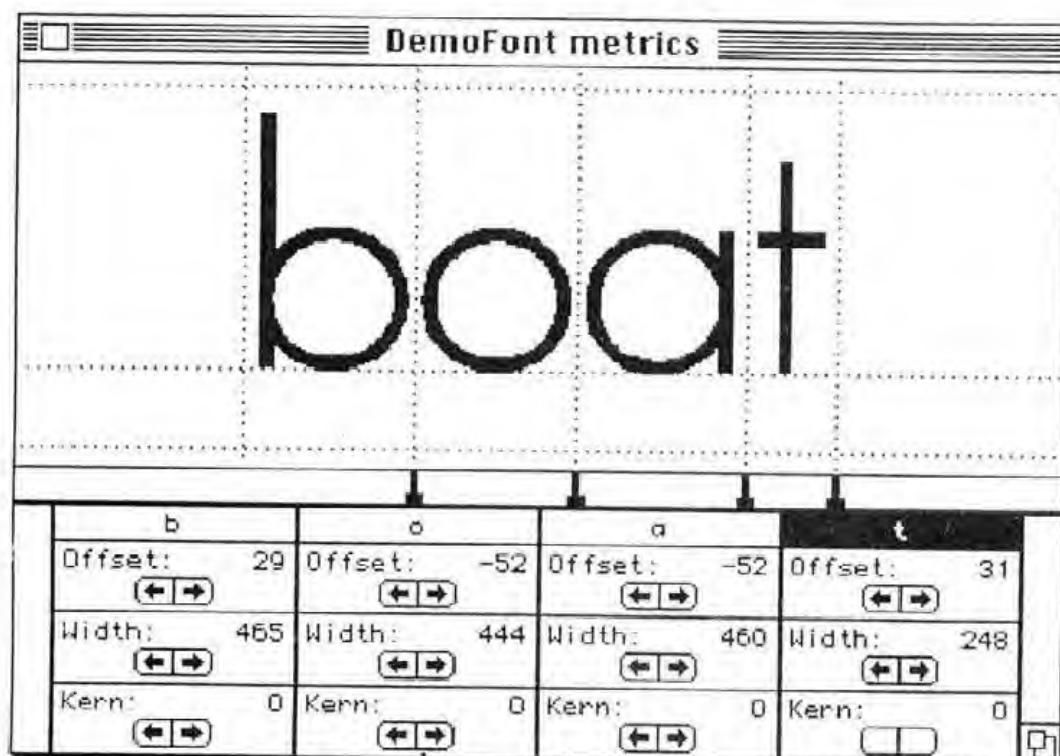 DemoFont metrics
boat
b o a t
Offset: 29 Offset: -52 Offset: -52 Offset: 31
Width: 465 Width: 444 Width: 460 Width: 248
Kern: 0 Kern: 0 Kern: 0 Kern: 0